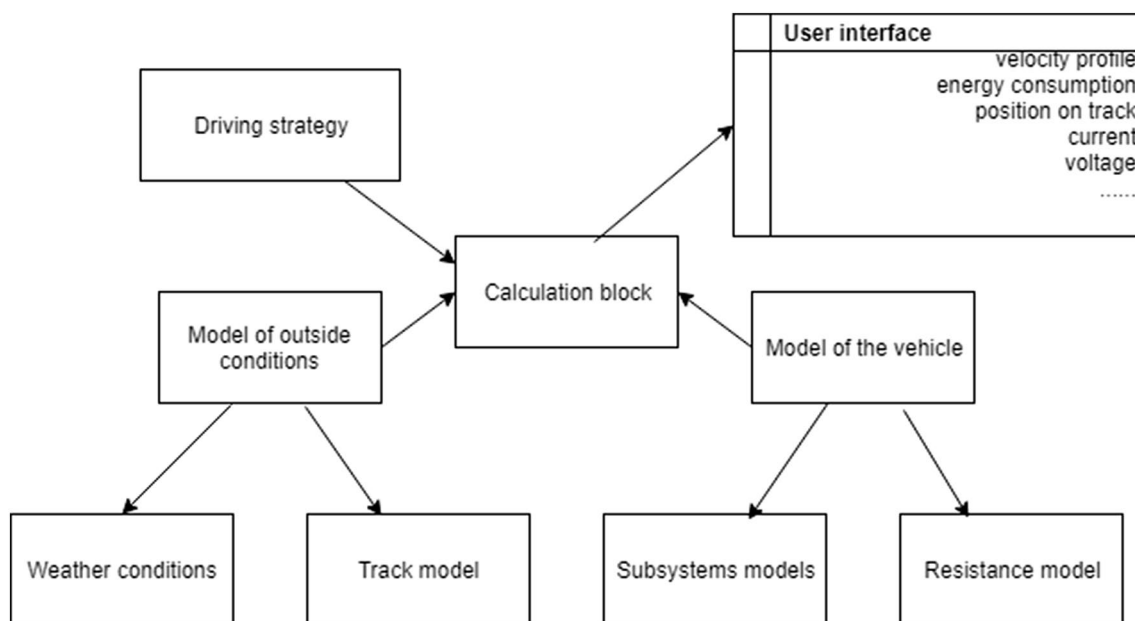 User interface
velocity profile
energy consumption
position on track
current
voltage
......
Driving strategy
Calculation block
Model of outside
conditions
Model of the vehicle
Weather conditions
Track model
Subsystems models
Resistance model